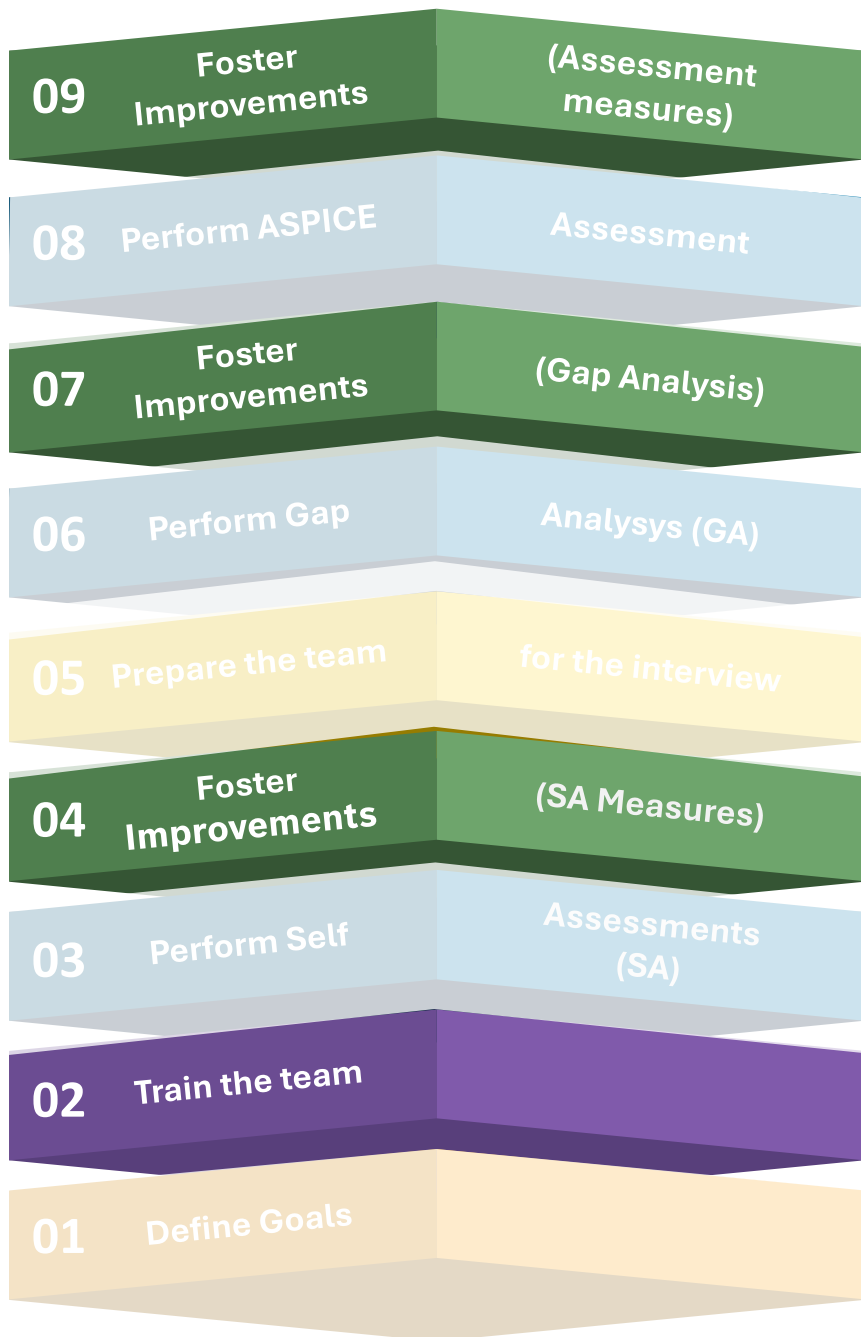 09 Foster (Assessment
Improvements measures)
08 Perform ASPICE Assessment
07 Foster (Gap Analysis)
Improvements
06 Perform Gap Analysys (GA)
05 Prepare the team for the interview
04 Foster (SA Measures)
Improvements
03 Perform Self Assessments
(SA)
02 Train the team
01 Define Goals